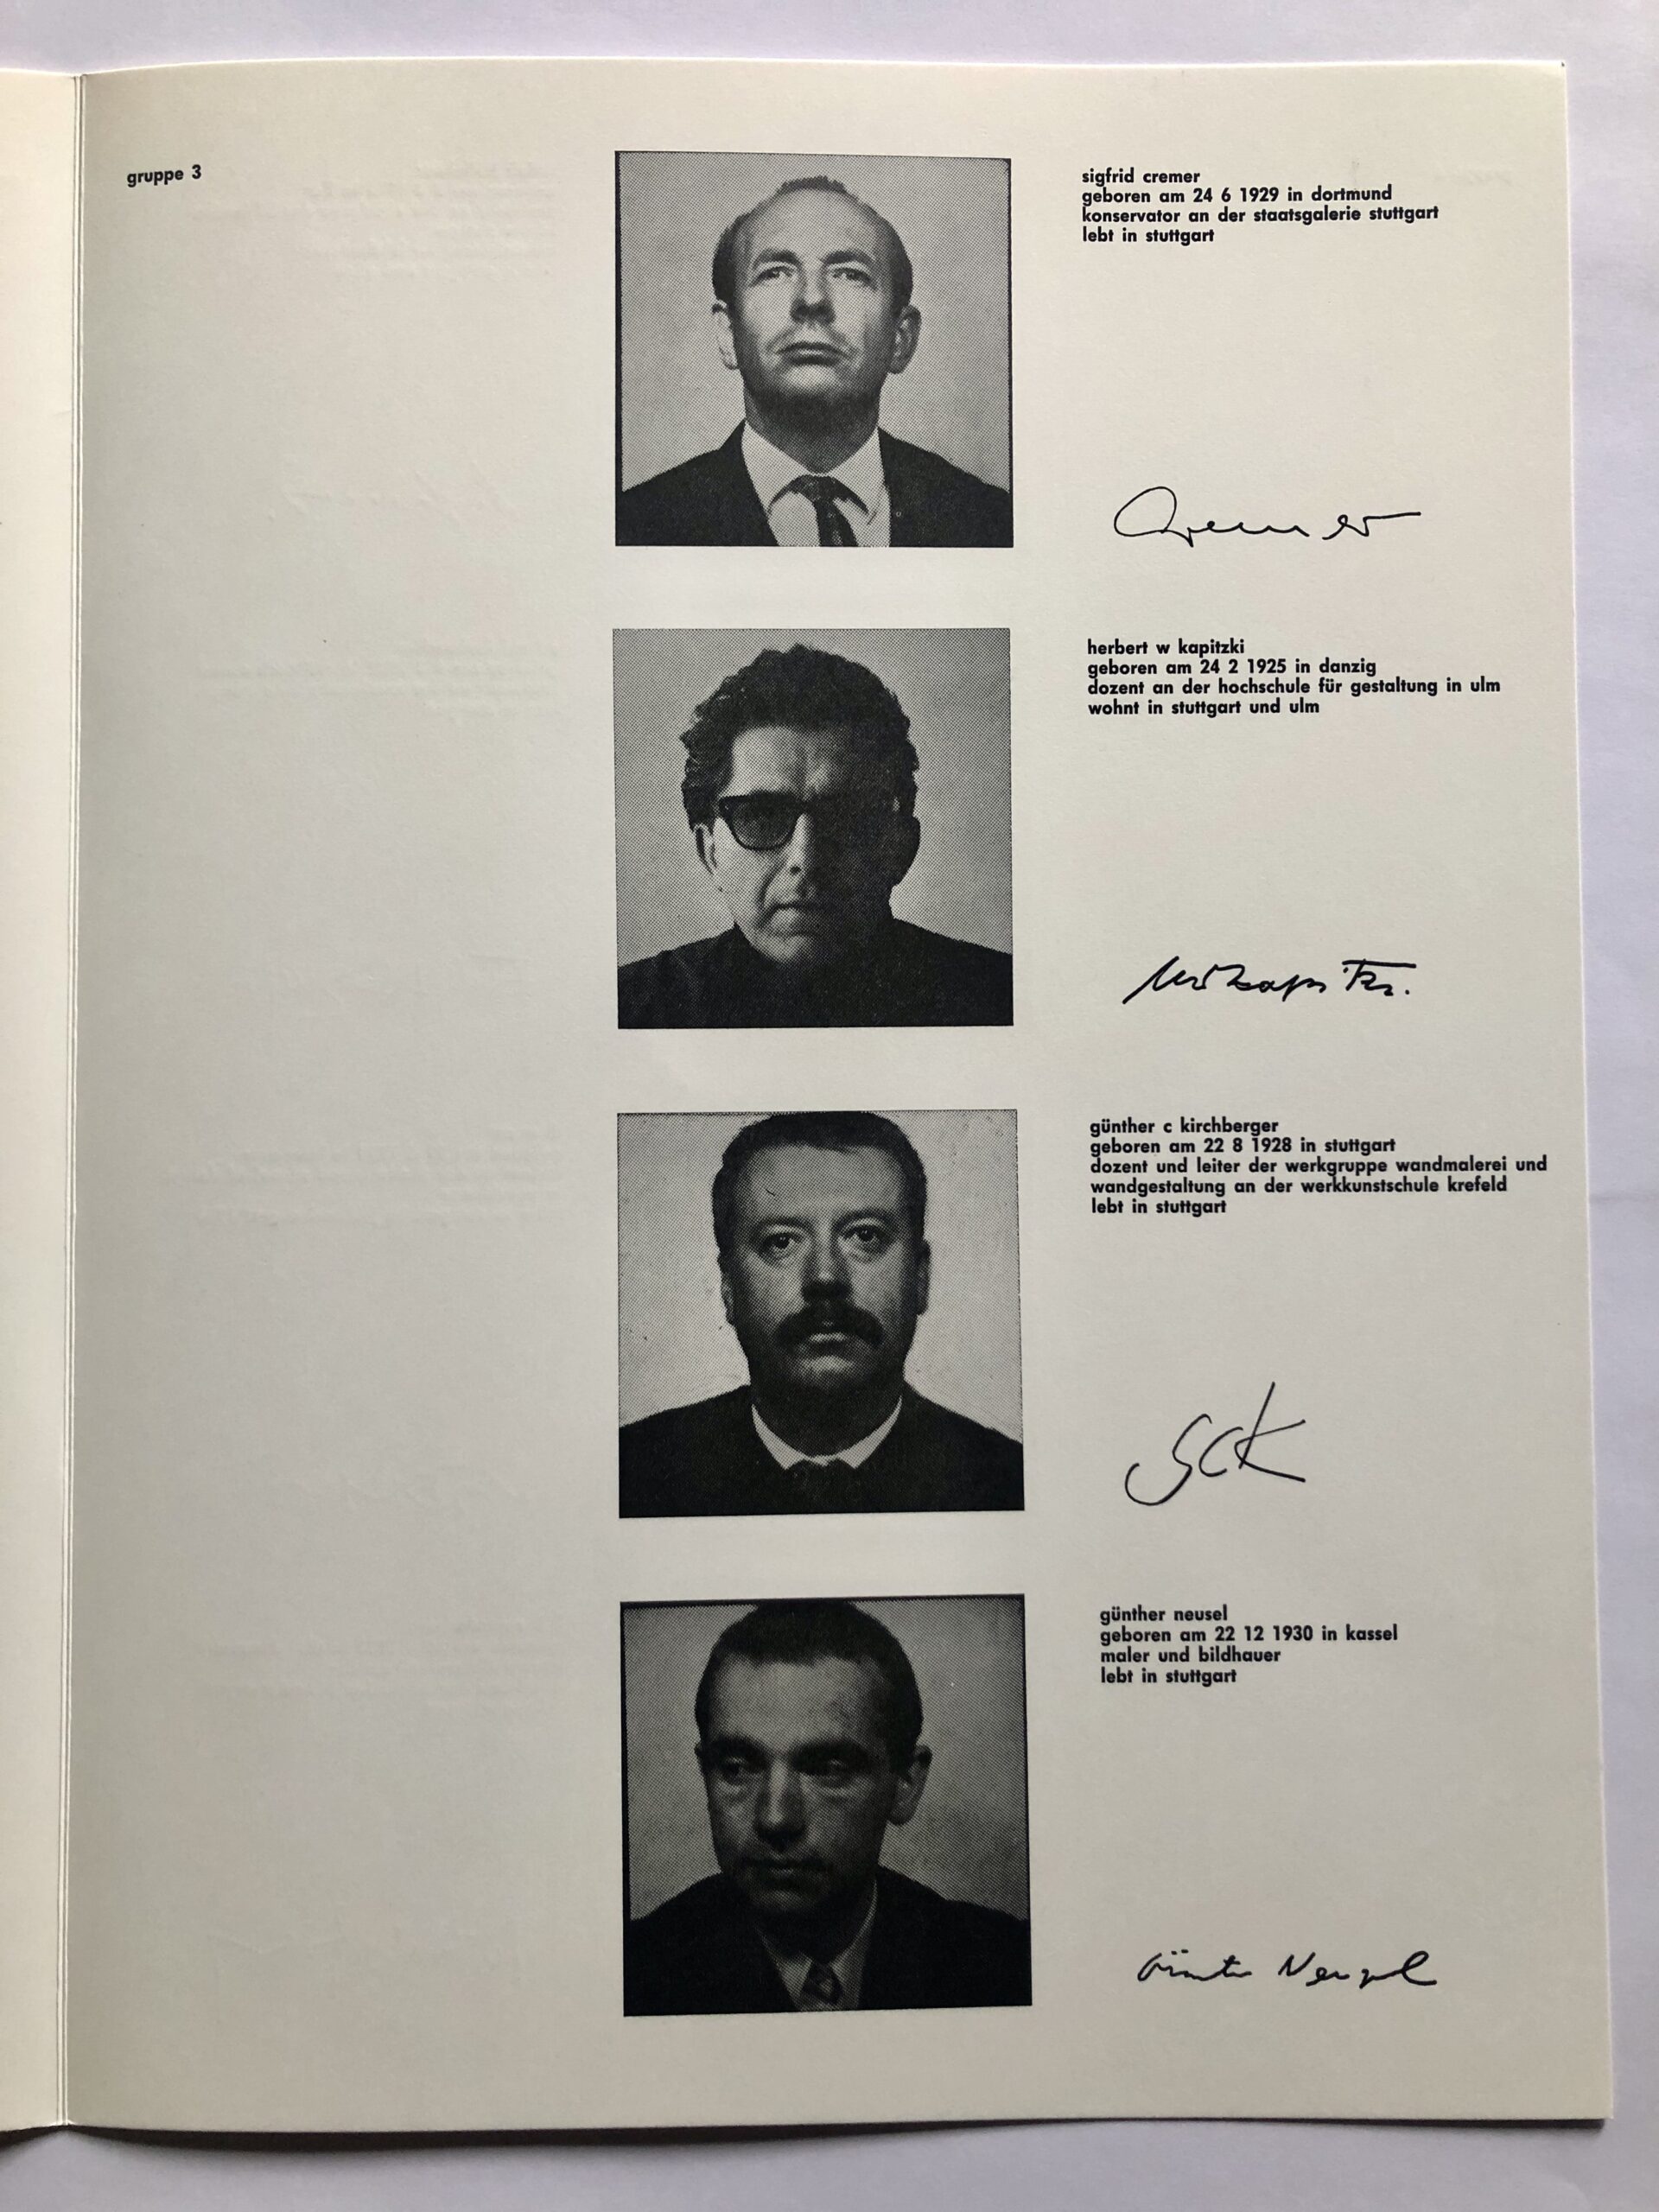 gruppe 3
sigfrid cremer
geboren am 24 6 1929 in dortmund
konservator an der staatsgalerie stuttgart
lebt in stuttgart
Cremer
herbert w kapitzki
geboren am 24 2 1925 in danzig
dozent an der hochschule für gestaltung in ulm
wohnt in stuttgart und ulm
günther c kirchberger
geboren am 22 8 1928 in stuttgart
dozent und leiter der werkgruppe wandmalerei und
wandgestaltung an der werkkunstschule krefeld
lebt in stuttgart
GCK
günther neusel
geboren am 22 12 1930 in kassel
maler und bildhauer
lebt in stuttgart
Günter Neusel